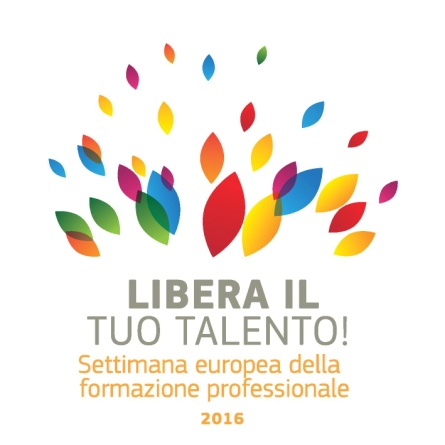 LIBERA IL
TUO TALENTO!
Settimana europea della
formazione professionale
2016